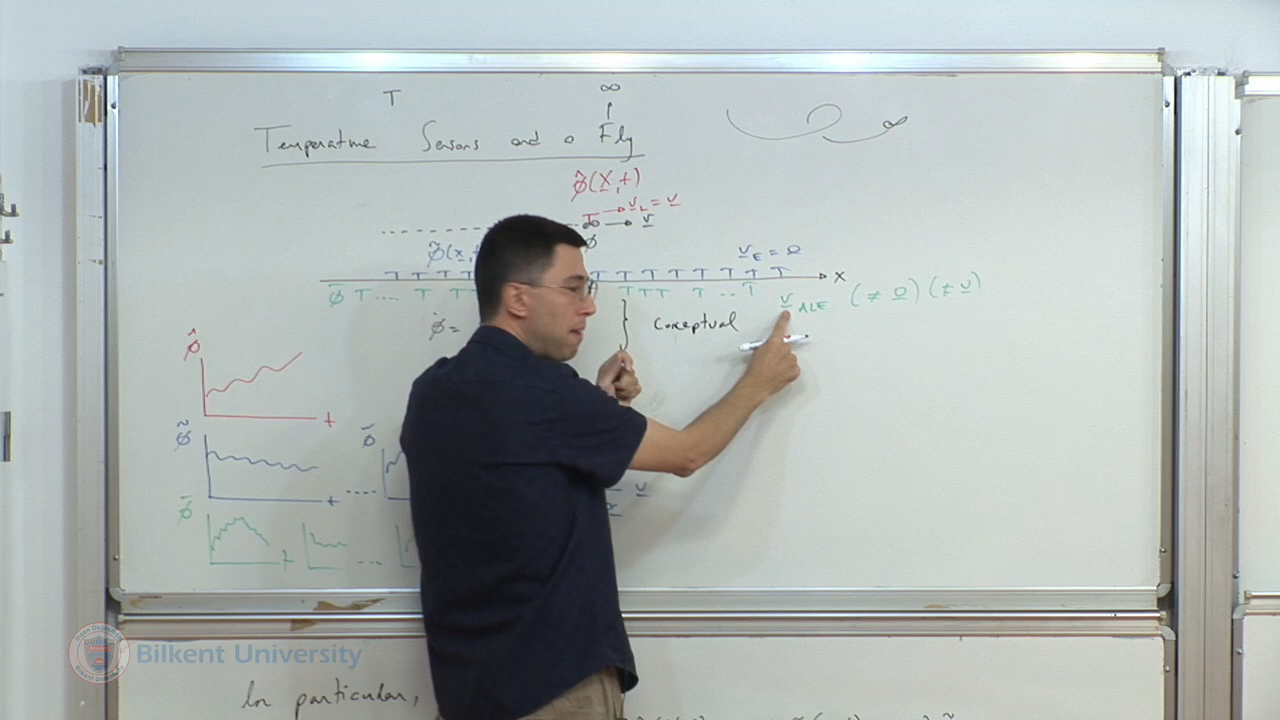 T
∞
↑
Temperature Sensors and a Fly
∞
φ̂(X,t)
T → v_L = v
∞ → v
φ
φ̃(x,t
v_E = 0
T T T T T T T T T T T x
φ̄ T .... T T T T T T .. T
v_ALE (≠ 0) (≠ v)
φ̇ =
} Conceptual
φ̂
t
φ̃
t
....
φ̃
v
φ̄
t
...
In particular,
Bilkent University